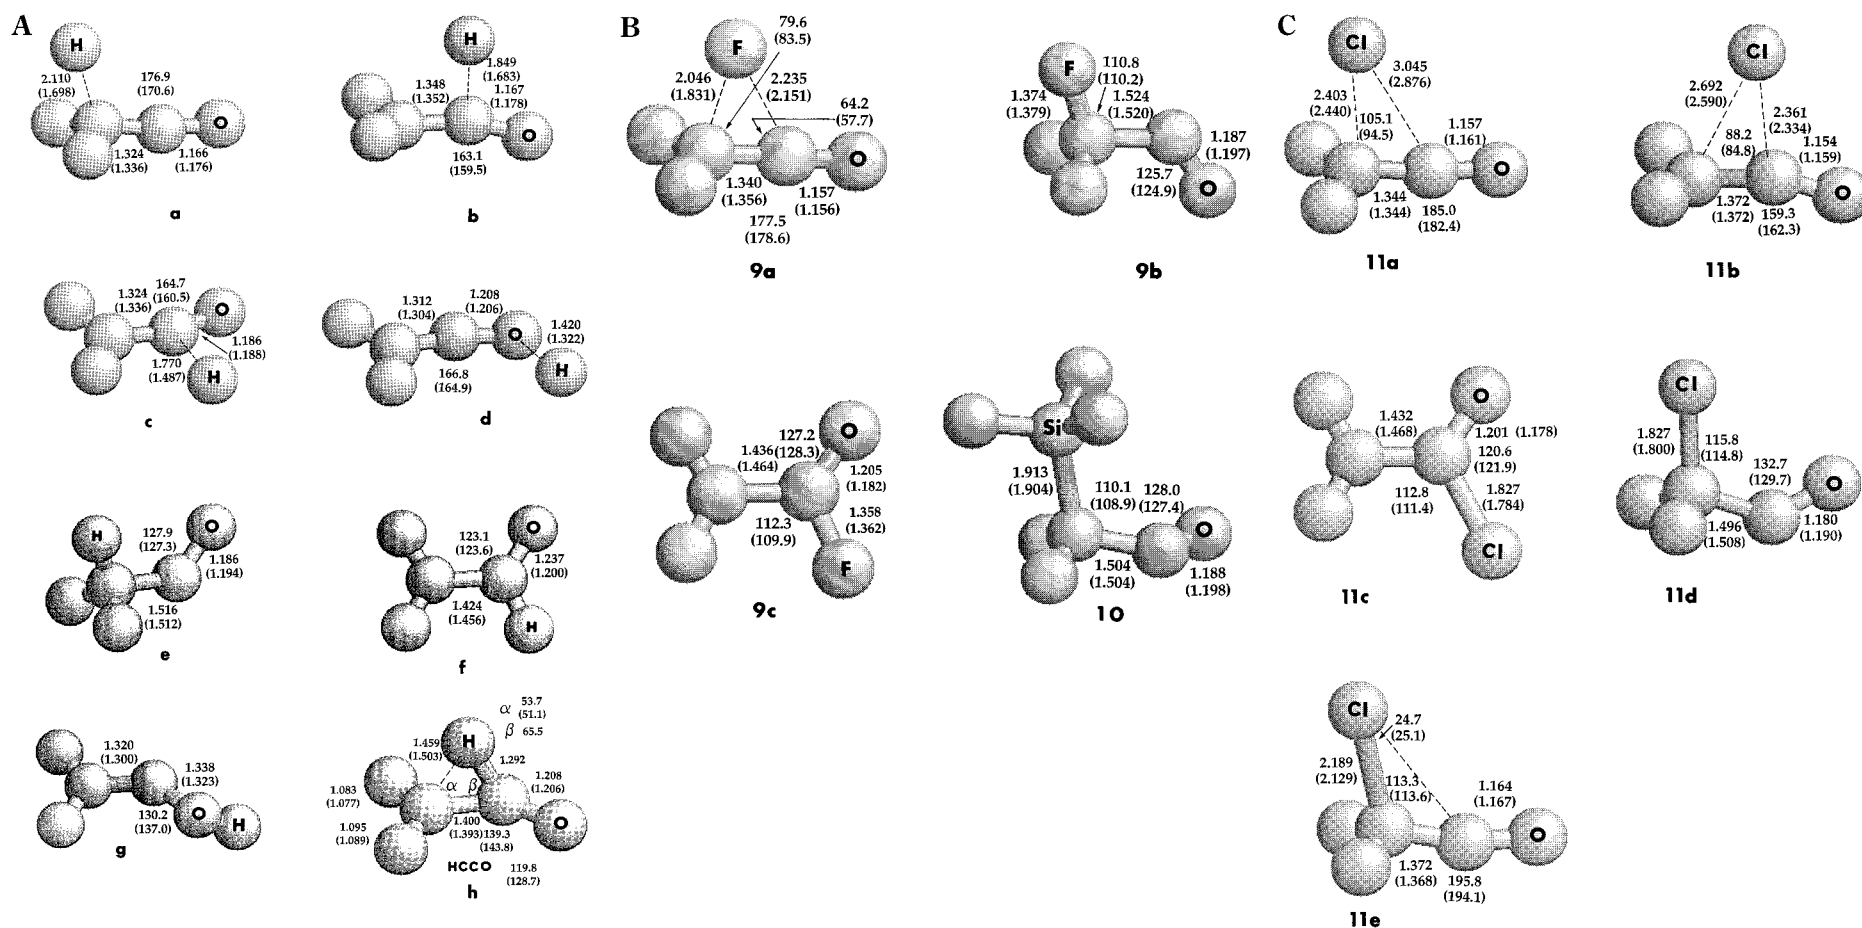 A
H
2.110
(1.698)
176.9
(170.6)
O
1.324
(1.336)
1.166
(1.176)
a
H
1.849
(1.683)
1.348
(1.352)
1.167
(1.178)
O
163.1
(159.5)
b
164.7
(160.5)
1.324
(1.336)
O
1.186
(1.188)
1.770
(1.487)
H
c
1.312
(1.304)
1.208
(1.206)
O
1.420
(1.322)
H
166.8
(164.9)
d
H
127.9
(127.3)
O
1.186
(1.194)
1.516
(1.512)
e
123.1
(123.6)
O
1.237
(1.200)
1.424
(1.456)
H
f
1.320
(1.300)
1.338
(1.323)
130.2
(137.0)
O
H
g
α 53.7
(51.1)
β 65.5
H
1.459
(1.503)
1.292
1.208
(1.206)
1.083
(1.077)
α β
O
1.095
(1.089)
1.400
(1.393)
139.3
(143.8)
HCCO 119.8
(128.7)
h
B
F
79.6
(83.5)
2.046
(1.831)
2.235
(2.151)
64.2
(57.7)
O
1.340
(1.356)
1.157
(1.156)
177.5
(178.6)
9a
F
110.8
(110.2)
1.374
(1.379)
1.524
(1.520)
1.187
(1.197)
125.7
(124.9)
O
9b
127.2
(128.3)
O
1.436
(1.464)
1.205
(1.182)
1.358
(1.362)
112.3
(109.9)
F
9c
Si
1.913
(1.904)
110.1
(108.9)
128.0
(127.4)
O
1.504
(1.504)
1.188
(1.198)
10
C
Cl
3.045
(2.876)
2.403
(2.440)
105.1
(94.5)
1.157
(1.161)
O
1.344
(1.344)
185.0
(182.4)
11a
Cl
2.692
(2.590)
2.361
(2.334)
88.2
(84.8)
1.154
(1.159)
O
1.372
(1.372)
159.3
(162.3)
11b
O
1.432
(1.468)
1.201 (1.178)
120.6
(121.9)
112.8
(111.4)
1.827
(1.784)
Cl
11c
Cl
1.827
(1.800)
115.8
(114.8)
132.7
(129.7)
O
1.496
(1.508)
1.180
(1.190)
11d
Cl
24.7
(25.1)
2.189
(2.129)
113.3
(113.6)
1.164
(1.167)
O
1.372
(1.368)
195.8
(194.1)
11e